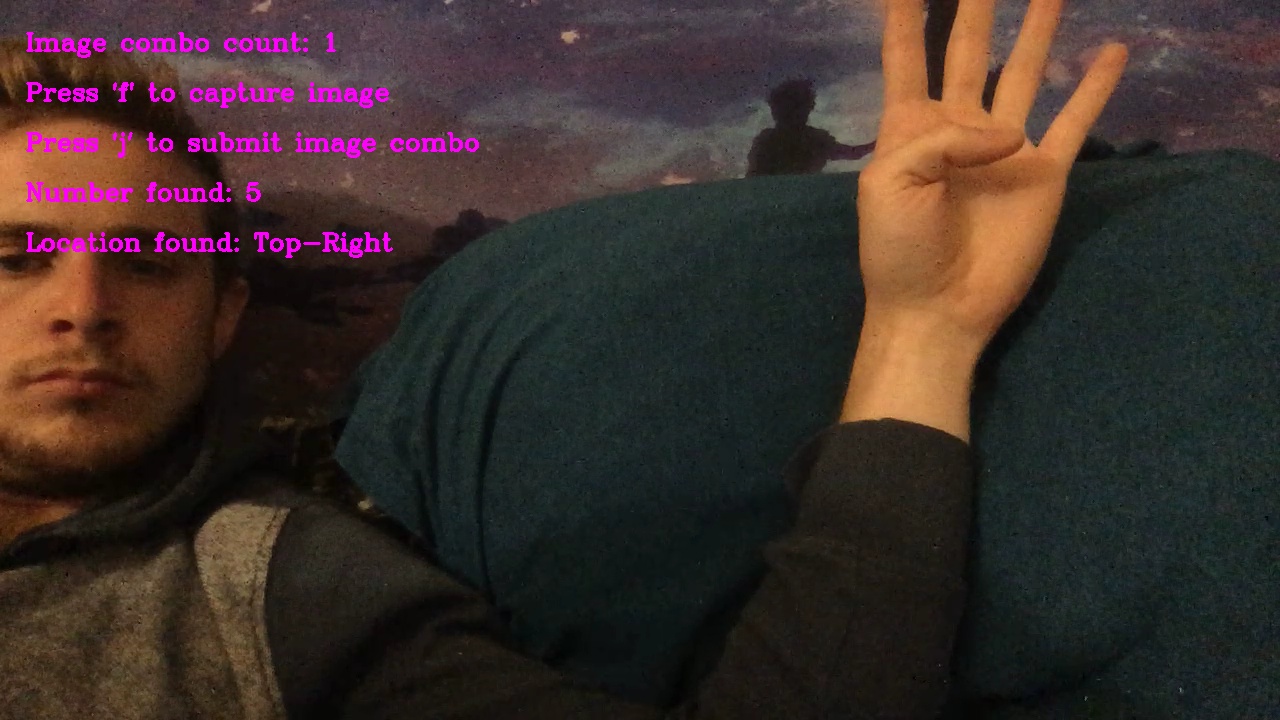 Image combo count: 1
Press 'f' to capture image
Press 'j' to submit image combo
Number found: 5
Location found: Top-Right